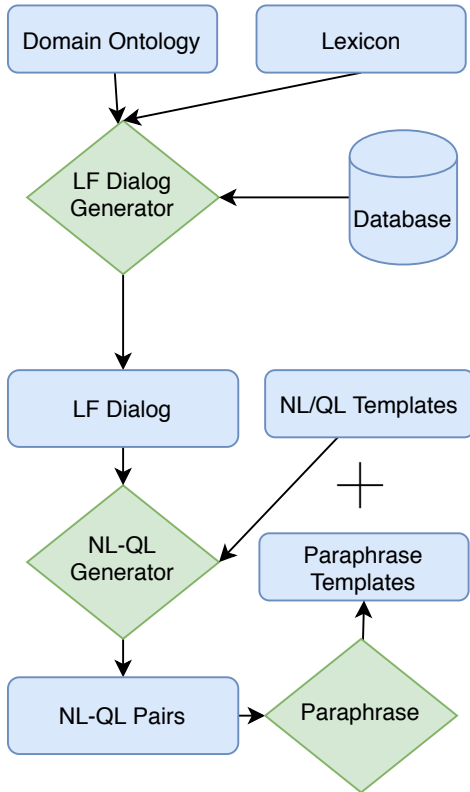 Domain Ontology
Lexicon
LF Dialog
Generator
Database
LF Dialog
NL/QL Templates
NL-QL
Generator
Paraphrase
Templates
NL-QL Pairs
Paraphrase